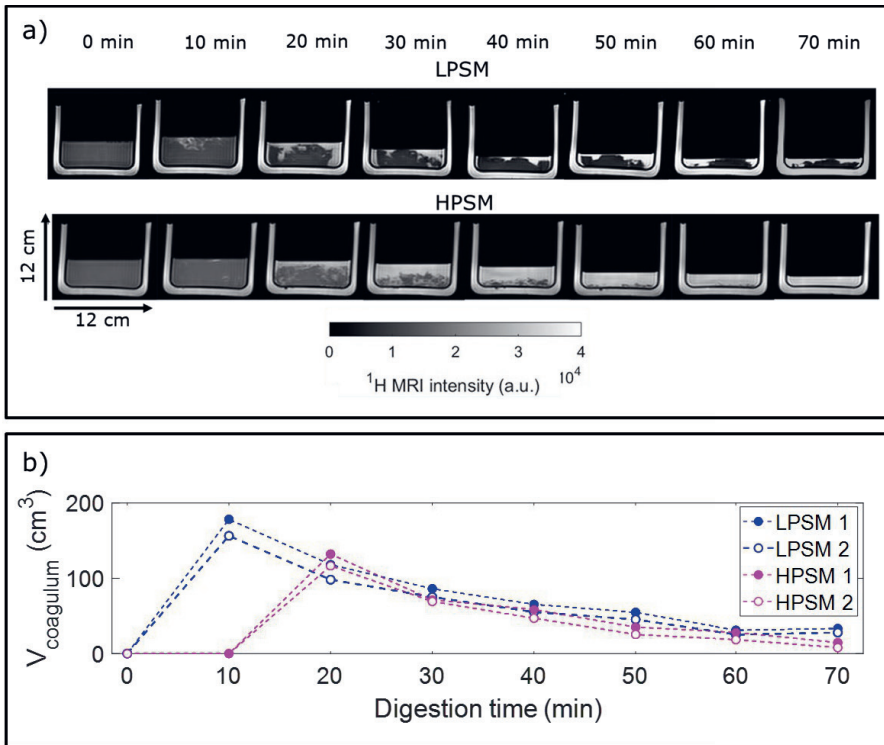 a)
0 min 10 min 20 min 30 min 40 min 50 min 60 min 70 min
LPSM
HPSM
12 cm
12 cm
0 1 2 3 4
¹H MRI intensity (a.u.) 10⁴
b)
V_coagulum (cm³)
200
100
0
LPSM 1
LPSM 2
HPSM 1
HPSM 2
0 10 20 30 40 50 60 70
Digestion time (min)